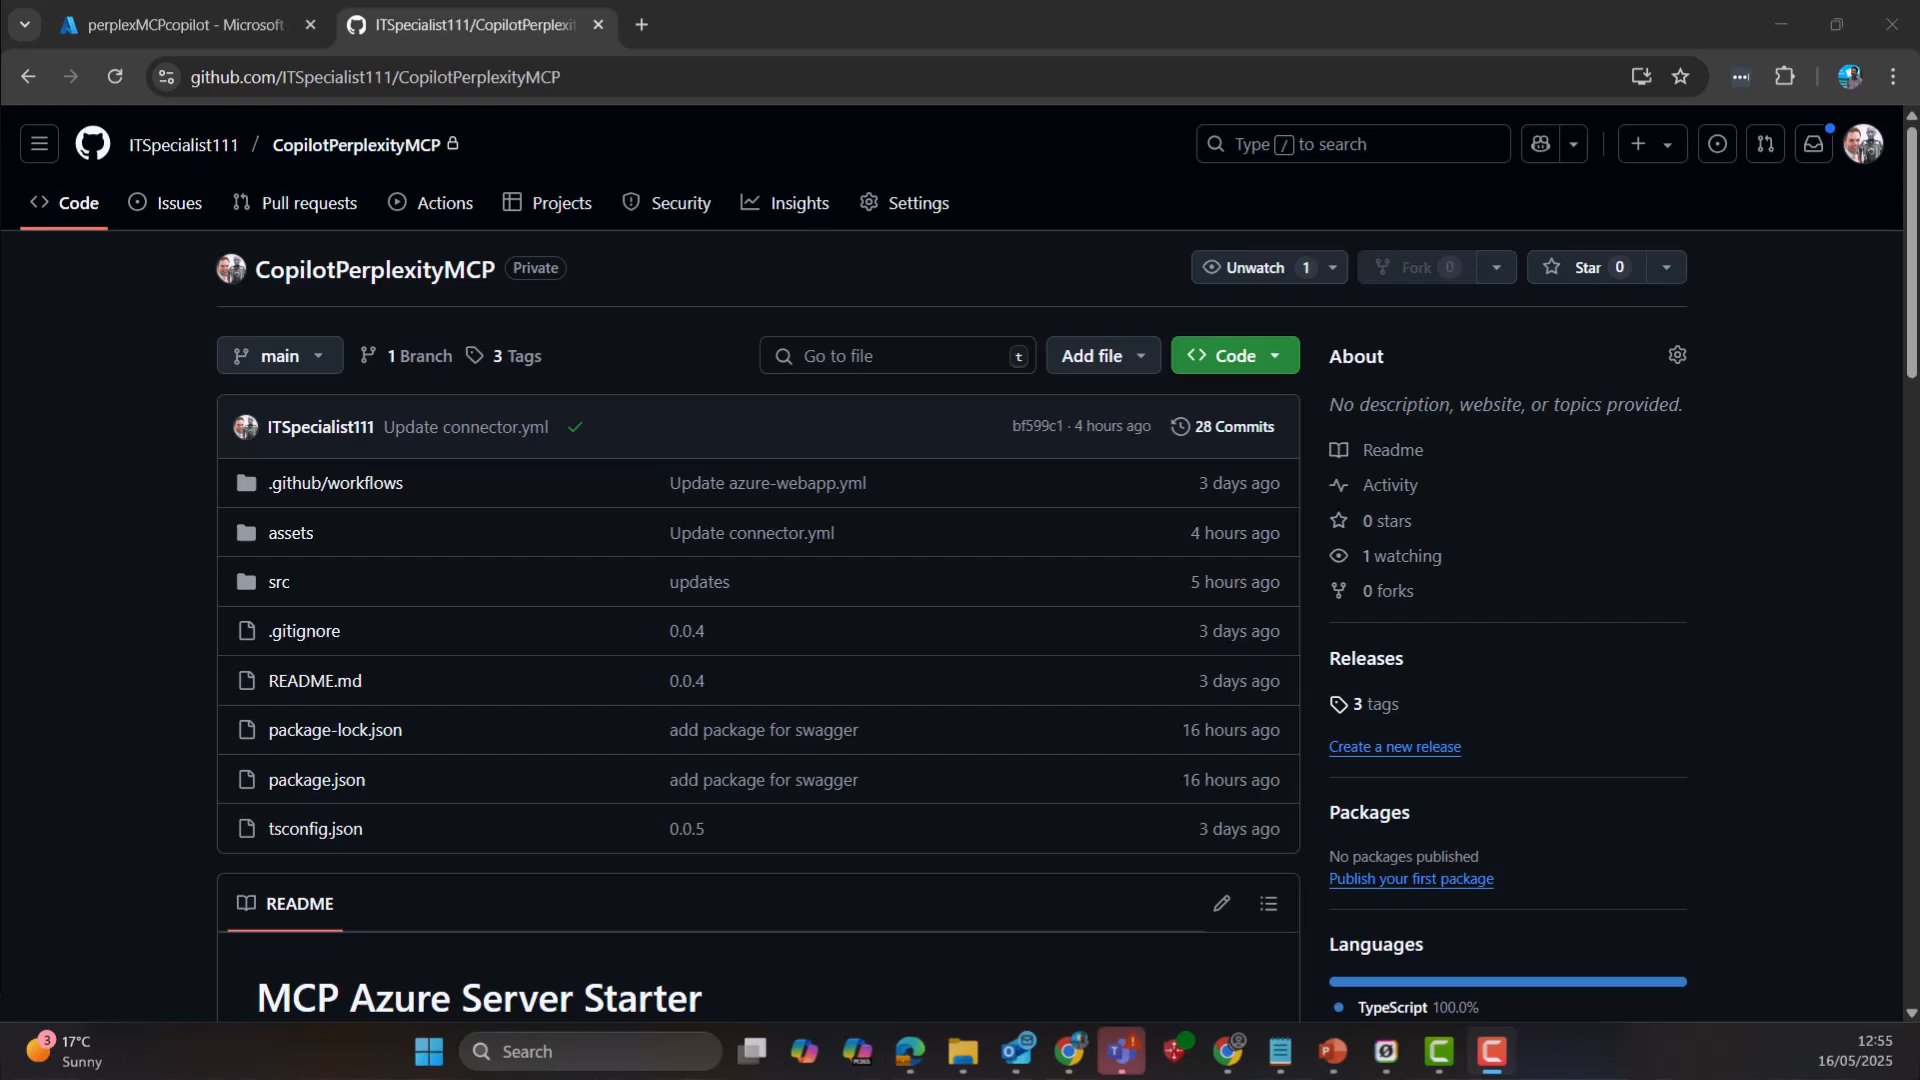 perplexMCPcopilot - Microsoft
ITSpecialist111/CopilotPerplexit
github.com/ITSpecialist111/CopilotPerplexityMCP
ITSpecialist111 / CopilotPerplexityMCP
Type / to search
Code
Issues
Pull requests
Actions
Projects
Security
Insights
Settings
CopilotPerplexityMCP Private
Unwatch 1
Fork 0
Star 0
main
1 Branch
3 Tags
Go to file t
Add file
Code
ITSpecialist111 Update connector.yml
bf599c1 · 4 hours ago
28 Commits
.github/workflows Update azure-webapp.yml 3 days ago
assets Update connector.yml 4 hours ago
src updates 5 hours ago
.gitignore 0.0.4 3 days ago
README.md 0.0.4 3 days ago
package-lock.json add package for swagger 16 hours ago
package.json add package for swagger 16 hours ago
tsconfig.json 0.0.5 3 days ago
README
MCP Azure Server Starter
About
No description, website, or topics provided.
Readme
Activity
0 stars
1 watching
0 forks
Releases
3 tags
Create a new release
Packages
No packages published
Publish your first package
Languages
TypeScript 100.0%
3
17°C
Sunny
Search
M365
12:55
16/05/2025